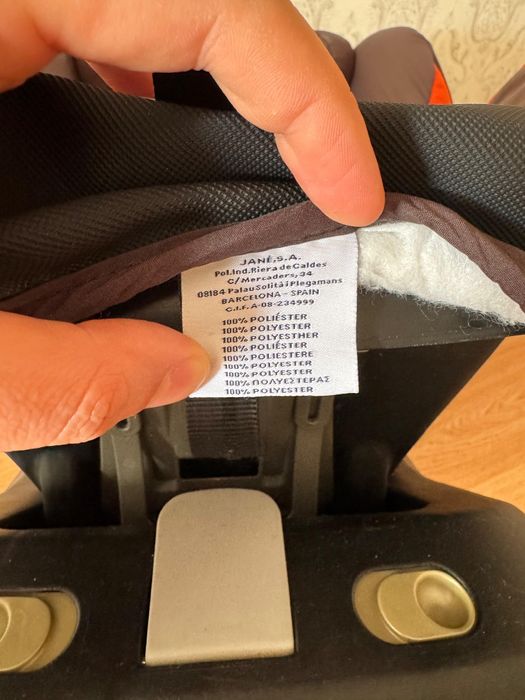 JANÉ,S.A.
Pol.Ind.Riera de Caldes
C/Mercaders, 34
08184 Palau Solità i Plegamans
BARCELONA - SPAIN
C.I.F. A-08-234999
100% POLIÉSTER
100% POLYESTER
100% POLYESTHER
100% POLIÉSTER
100% POLIESTERE
100% POLYESTER
100% POLYESTER
100% ΠΟΛΥΕΣΤΕΡΑΣ
100% POLYESTER